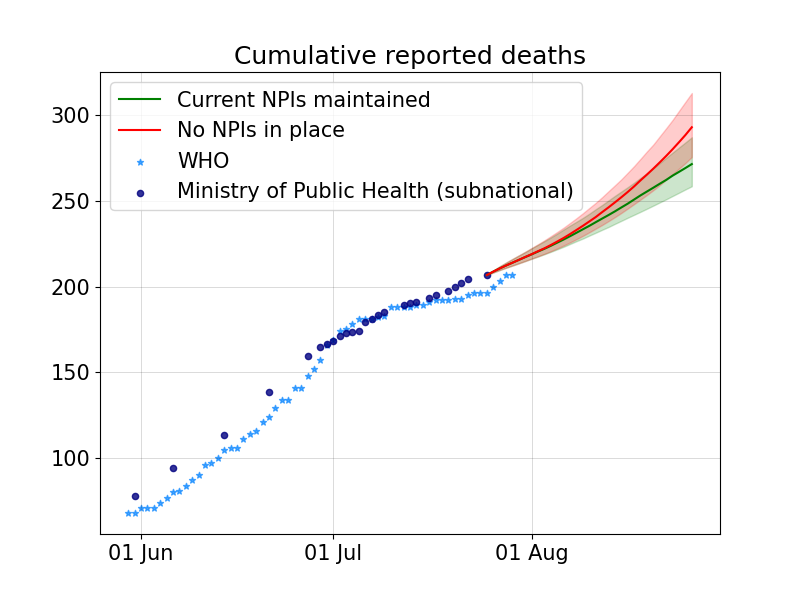 Cumulative reported deaths
Current NPIs maintained
No NPIs in place
WHO
Ministry of Public Health (subnational)
300
250
200
150
100
01 Jun
01 Jul
01 Aug